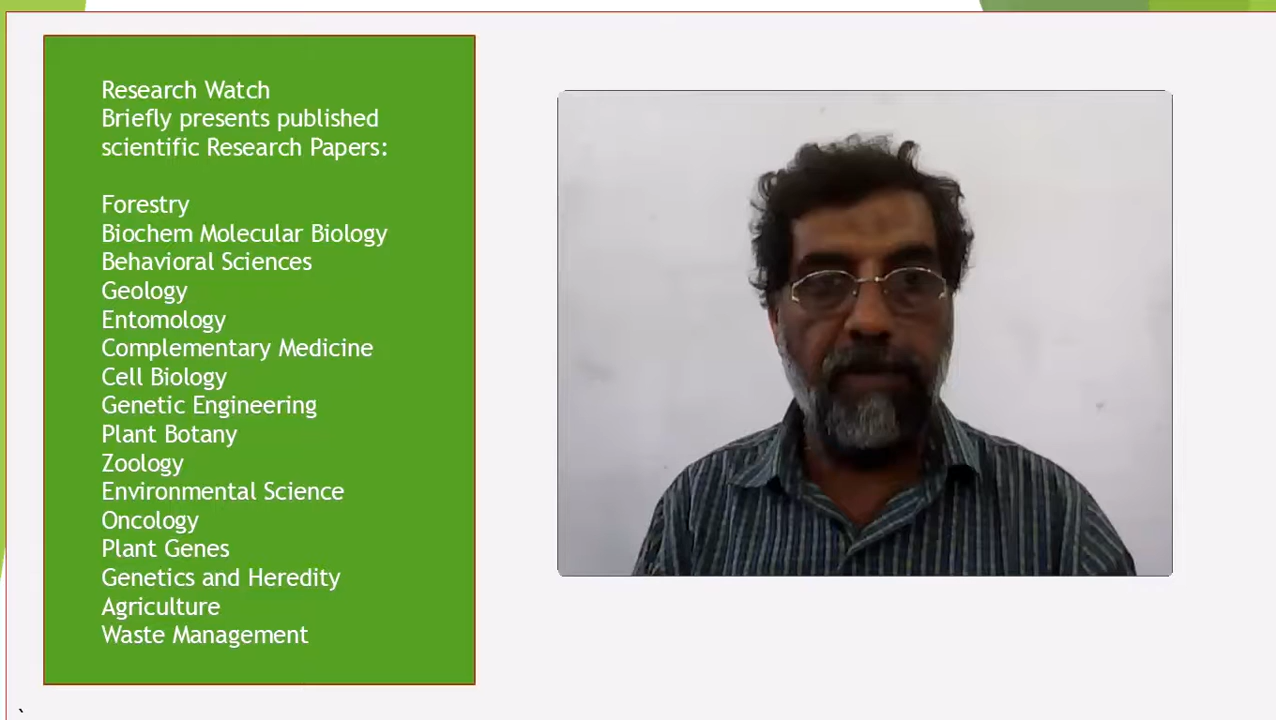 Research Watch
Briefly presents published
scientific Research Papers:
Forestry
Biochem Molecular Biology
Behavioral Sciences
Geology
Entomology
Complementary Medicine
Cell Biology
Genetic Engineering
Plant Botany
Zoology
Environmental Science
Oncology
Plant Genes
Genetics and Heredity
Agriculture
Waste Management
`